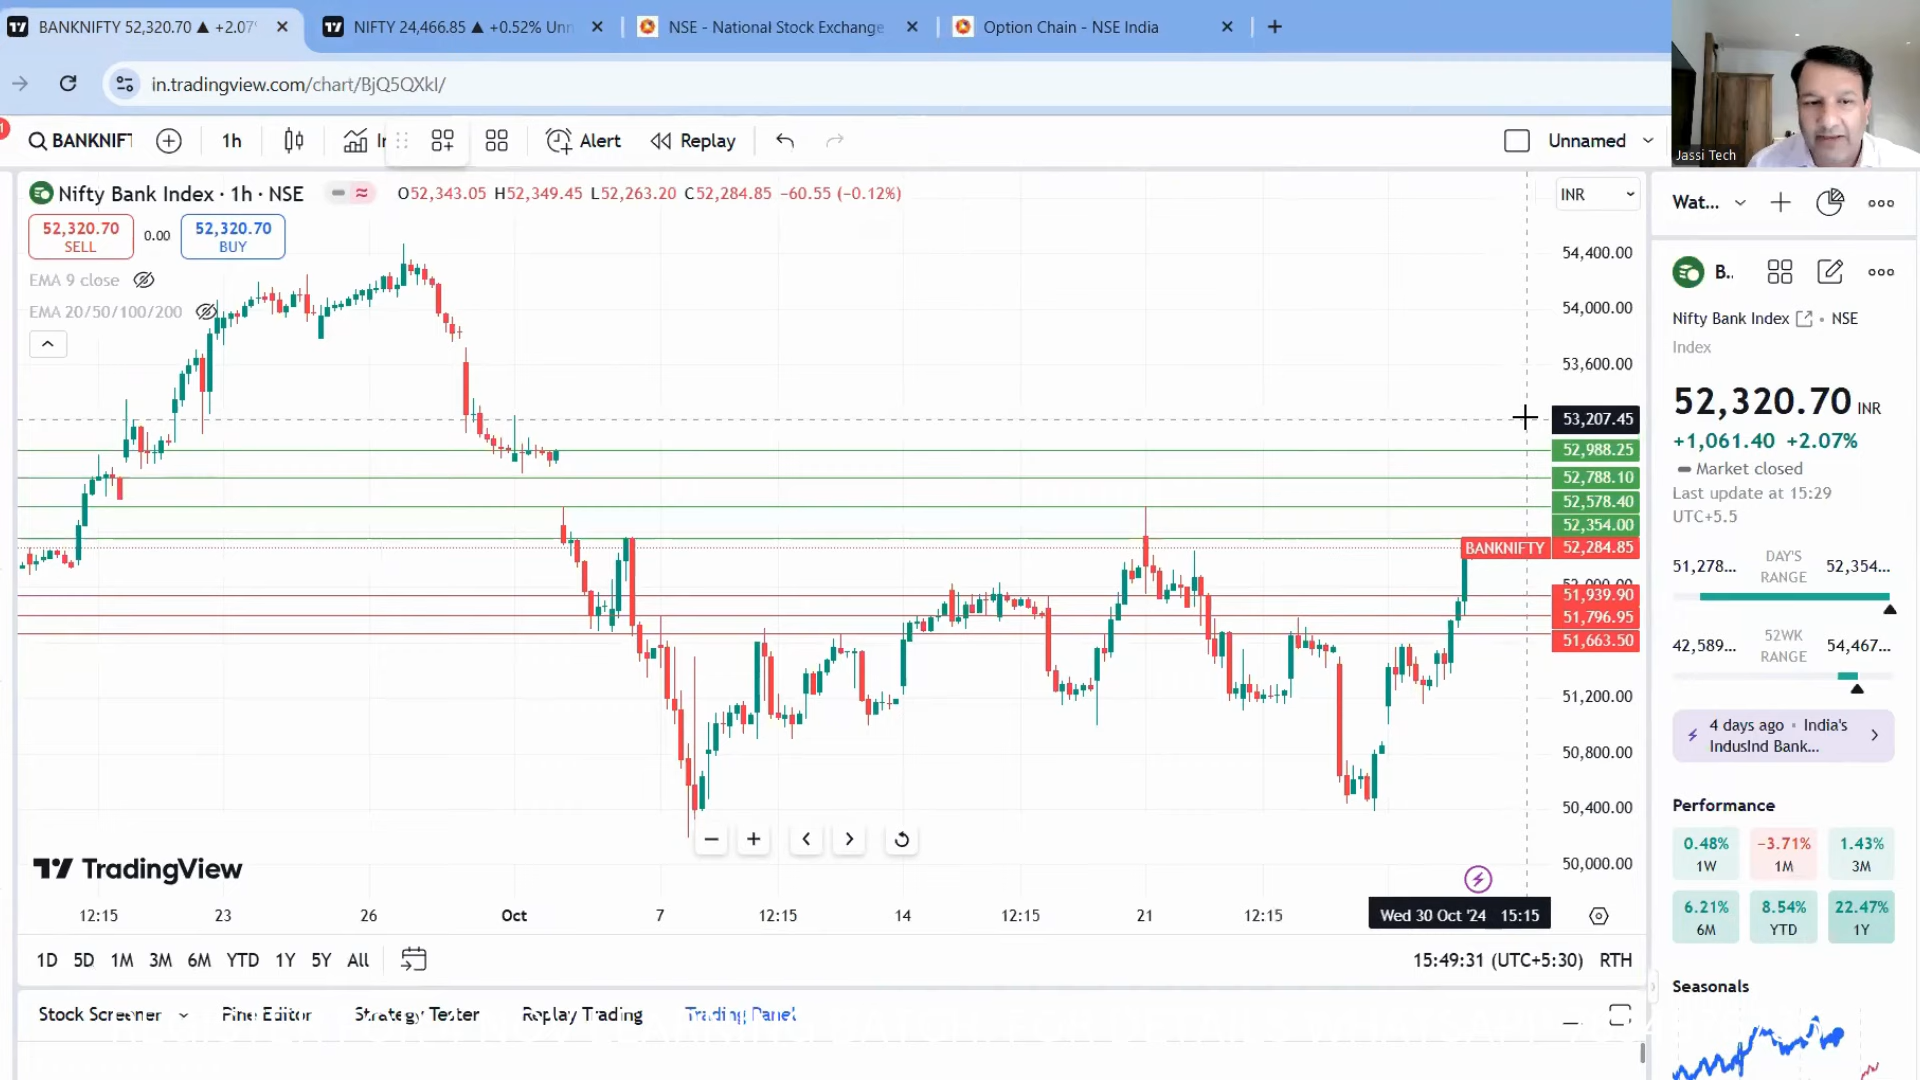 BANKNIFTY 52,320.70 ▲ +2.07
NIFTY 24,466.85 ▲ +0.52% Unn
NSE - National Stock Exchange
Option Chain - NSE India
in.tradingview.com/chart/BjQ5QXkI/
BANKNIFT
1h
Alert
Replay
Unnamed
Jassi Tech
Nifty Bank Index · 1h · NSE
O52,343.05 H52,349.45 L52,263.20 C52,284.85 −60.55 (−0.12%)
INR
52,320.70
SELL
0.00
52,320.70
BUY
EMA 9 close
EMA 20/50/100/200
54,400.00
54,000.00
53,600.00
53,207.45
52,988.25
52,788.10
52,578.40
52,354.00
BANKNIFTY 52,284.85
52,000.00
51,939.90
51,796.95
51,663.50
51,200.00
50,800.00
50,400.00
50,000.00
TradingView
12:15
23
26
Oct
7
12:15
14
12:15
21
12:15
Wed 30 Oct '24 15:15
1D 5D 1M 3M 6M YTD 1Y 5Y All
15:49:31 (UTC+5:30) RTH
Stock Screener
Pine Editor
Strategy Tester
Replay Trading
Trading Panel
Wat...
B..
Nifty Bank Index • NSE
Index
52,320.70 INR
+1,061.40 +2.07%
Market closed
Last update at 15:29
UTC+5.5
51,278...
DAY'S
RANGE
52,354...
42,589...
52WK
RANGE
54,467...
4 days ago • India's
IndusInd Bank...
Performance
0.48%
1W
−3.71%
1M
1.43%
3M
6.21%
6M
8.54%
YTD
22.47%
1Y
Seasonals